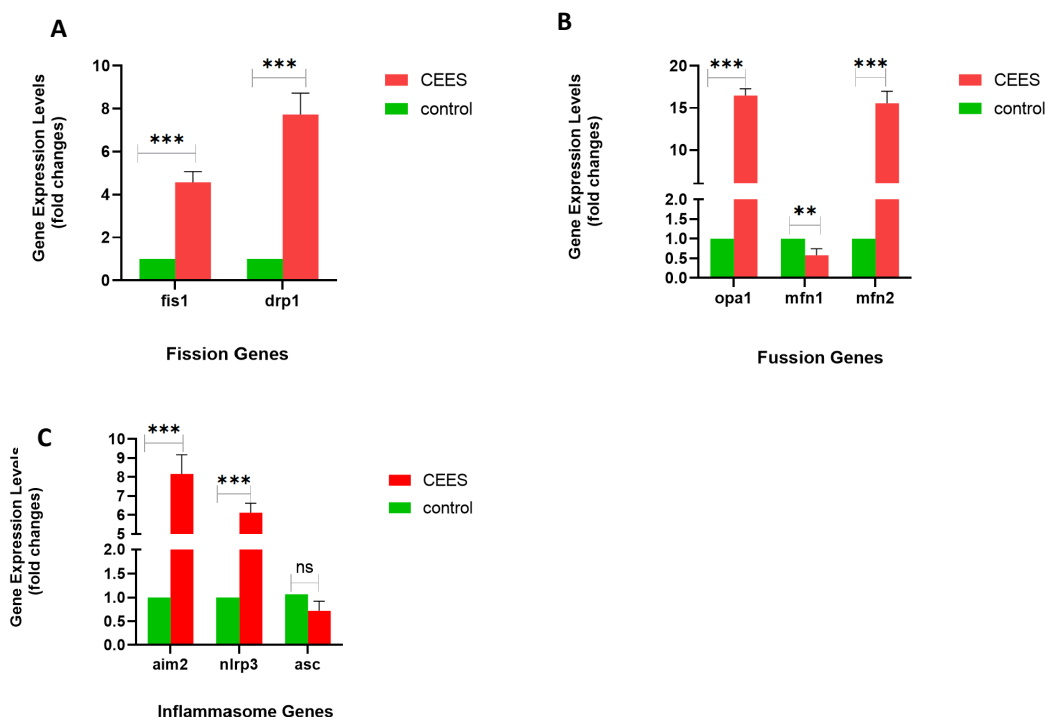 A
Gene Expression Levels
(fold changes)
10
8
6
4
2
0
***
***
fis1 drp1
Fission Genes
CEES
control
B
Gene Expression Levels
(fold changes)
20
15
10
2.0
1.5
1.0
0.5
0.0
***
**
***
opa1 mfn1 mfn2
Fussion Genes
CEES
control
C
Gene Expression Levels
(fold changes)
10
9
8
7
6
5
2.0
1.5
1.0
0.5
0.0
***
***
ns
aim2 nlrp3 asc
Inflammasome Genes
CEES
control